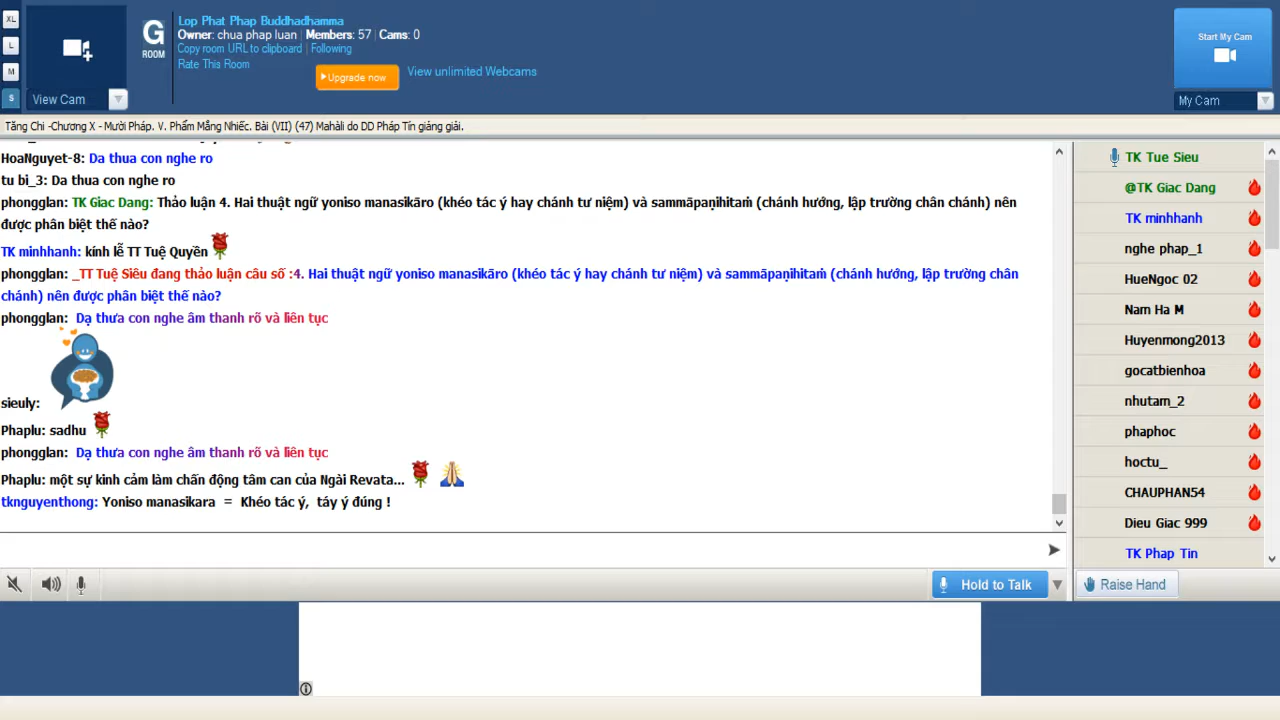 XL
L
M
S
View Cam
G
ROOM
Lop Phat Phap Buddhadhamma
Owner: chua phap luan | Members: 57 | Cams: 0
Copy room URL to clipboard | Following
Rate This Room
Upgrade now
View unlimited Webcams
Start My Cam
My Cam
Tăng Chi -Chương X - Mười Pháp. V. Phẩm Mắng Nhiếc. Bài (VII) (47) Mahàli do DD Pháp Tín giảng giải.
HoaNguyet-8: Da thua con nghe ro
tu bi_3: Da thua con nghe ro
phongglan: TK Giac Dang: Thảo luận 4. Hai thuật ngữ yoniso manasikāro (khéo tác ý hay chánh tư niệm) và sammāpaṇihitaṁ (chánh hướng, lập trường chân chánh) nên
được phân biệt thế nào?
TK minhhanh: kính lễ TT Tuệ Quyền
phongglan: _TT Tuệ Siêu đang thảo luận câu số :4. Hai thuật ngữ yoniso manasikāro (khéo tác ý hay chánh tư niệm) và sammāpaṇihitaṁ (chánh hướng, lập trường chân
chánh) nên được phân biệt thế nào?
phongglan: Dạ thưa con nghe âm thanh rõ và liên tục
sieuly:
Phaplu: sadhu
phongglan: Dạ thưa con nghe âm thanh rõ và liên tục
Phaplu: một sự kinh cảm làm chấn động tâm can của Ngài Revata...
tknguyenthong: Yoniso manasikara = Khéo tác ý, táy ý đúng !
TK Tue Sieu
@TK Giac Dang
TK minhhanh
nghe phap_1
HueNgoc 02
Nam Ha M
Huyenmong2013
gocatbienhoa
nhutam_2
phaphoc
hoctu_
CHAUPHAN54
Dieu Giac 999
TK Phap Tin
Hold to Talk
Raise Hand